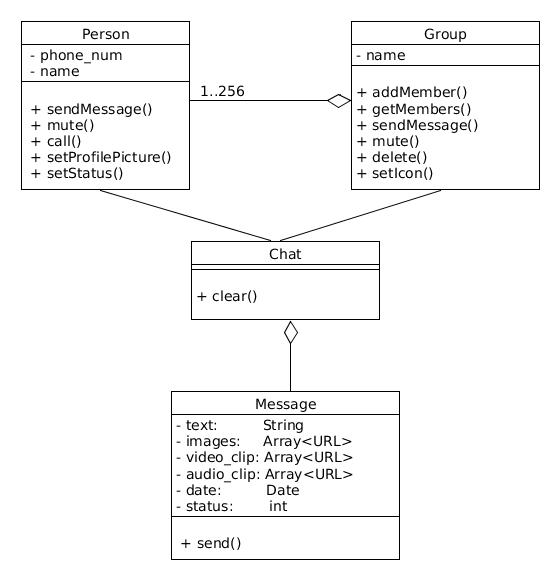 Person
- phone_num
- name
+ sendMessage()
+ mute()
+ call()
+ setProfilePicture()
+ setStatus()
1..256
Group
- name
+ addMember()
+ getMembers()
+ sendMessage()
+ mute()
+ delete()
+ setIcon()
Chat
+ clear()
Message
- text: String
- images: Array<URL>
- video_clip: Array<URL>
- audio_clip: Array<URL>
- date: Date
- status: int
+ send()